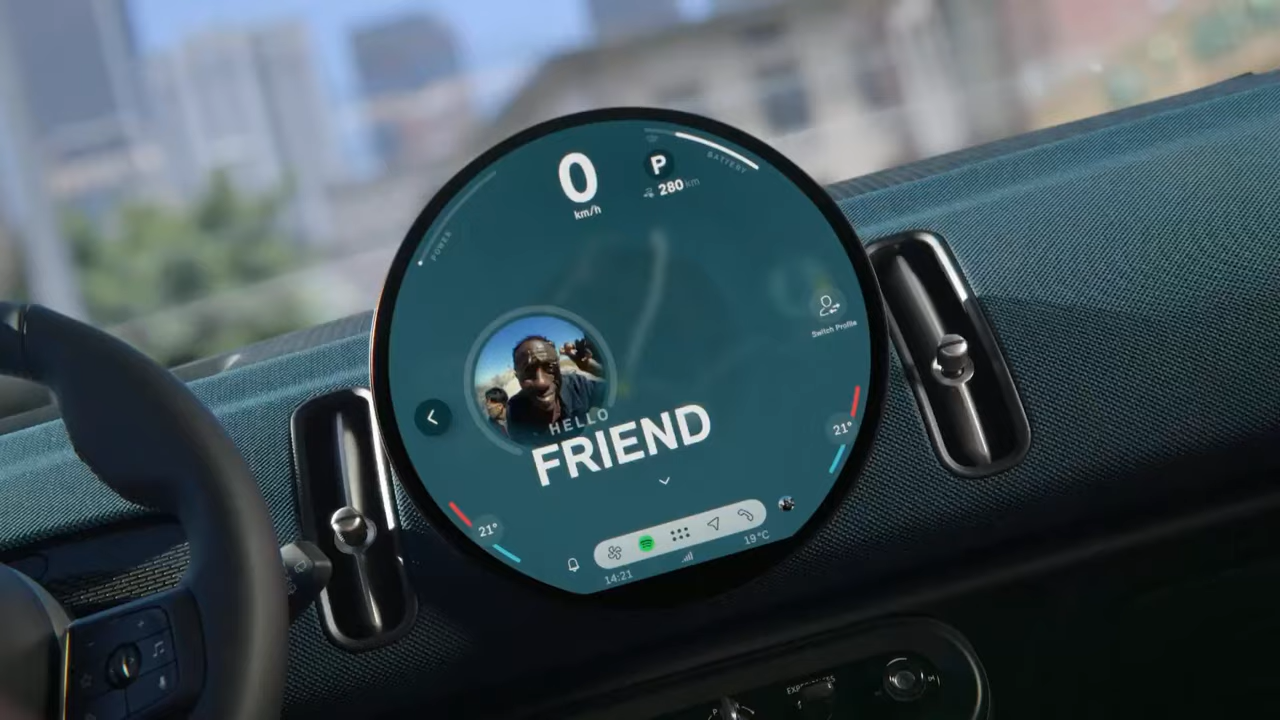 0
km/h
P
280 km
BATTERY
POWER
Switch Profile
HELLO
FRIEND
21°
21°
14:21
19°C